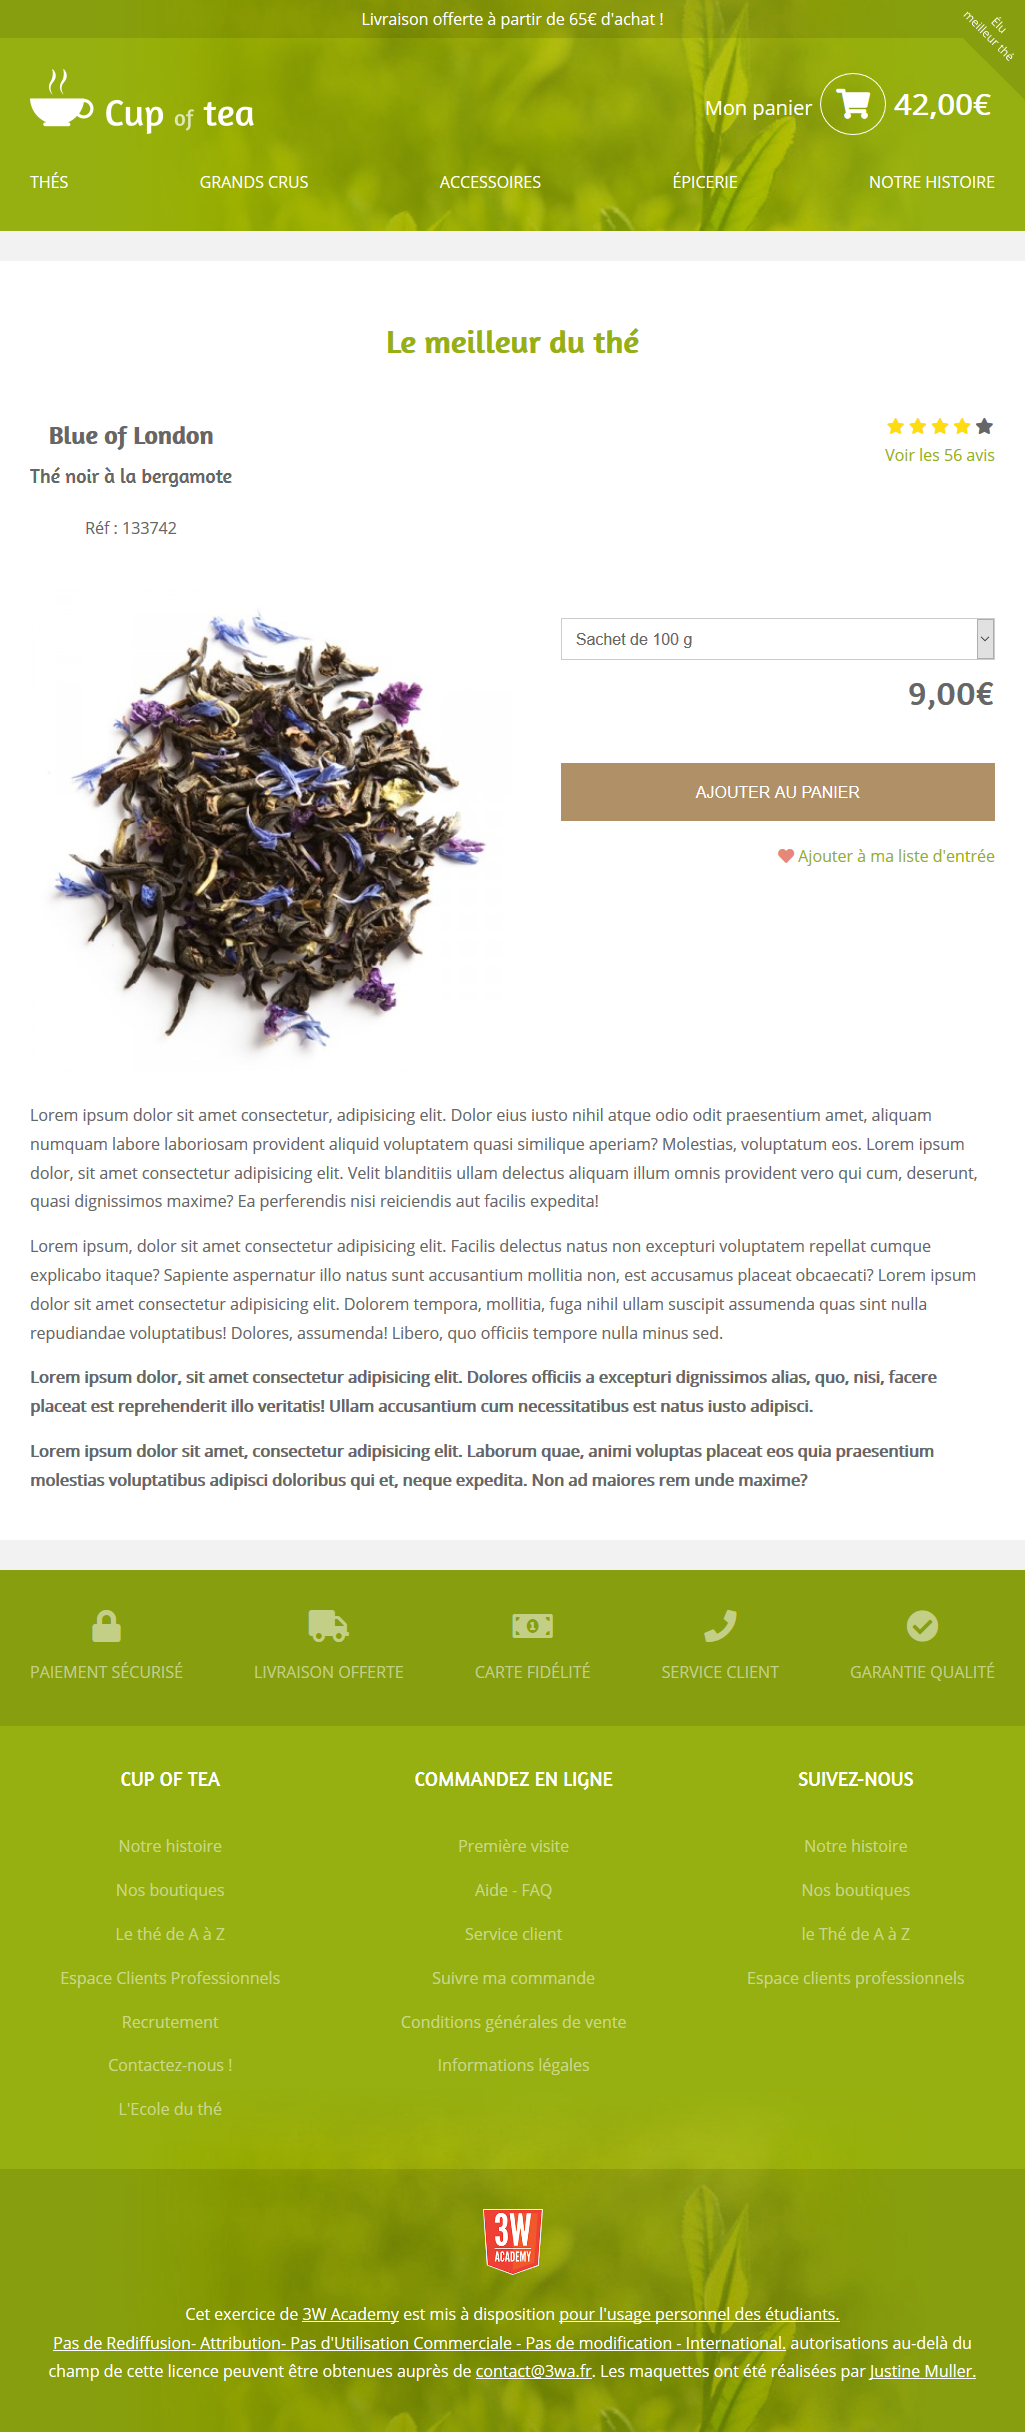 Livraison offerte à partir de 65€ d'achat !
Élu
meilleur thé
Cup of tea
Mon panier 42,00€
THÉS GRANDS CRUS ACCESSOIRES ÉPICERIE NOTRE HISTOIRE
Le meilleur du thé
Blue of London
Voir les 56 avis
Thé noir à la bergamote
Réf : 133742
Sachet de 100 g
9,00€
AJOUTER AU PANIER
Ajouter à ma liste d'entrée
Lorem ipsum dolor sit amet consectetur, adipisicing elit. Dolor eius iusto nihil atque odio odit praesentium amet, aliquam
numquam labore laboriosam provident aliquid voluptatem quasi similique aperiam? Molestias, voluptatum eos. Lorem ipsum
dolor, sit amet consectetur adipisicing elit. Velit blanditiis ullam delectus aliquam illum omnis provident vero qui cum, deserunt,
quasi dignissimos maxime? Ea perferendis nisi reiciendis aut facilis expedita!
Lorem ipsum, dolor sit amet consectetur adipisicing elit. Facilis delectus natus non excepturi voluptatem repellat cumque
explicabo itaque? Sapiente aspernatur illo natus sunt accusantium mollitia non, est accusamus placeat obcaecati? Lorem ipsum
dolor sit amet consectetur adipisicing elit. Dolorem tempora, mollitia, fuga nihil ullam suscipit assumenda quas sint nulla
repudiandae voluptatibus! Dolores, assumenda! Libero, quo officiis tempore nulla minus sed.
Lorem ipsum dolor, sit amet consectetur adipisicing elit. Dolores officiis a excepturi dignissimos alias, quo, nisi, facere
placeat est reprehenderit illo veritatis! Ullam accusantium cum necessitatibus est natus iusto adipisci.
Lorem ipsum dolor sit amet, consectetur adipisicing elit. Laborum quae, animi voluptas placeat eos quia praesentium
molestias voluptatibus adipisci doloribus qui et, neque expedita. Non ad maiores rem unde maxime?
1
PAIEMENT SÉCURISÉ LIVRAISON OFFERTE CARTE FIDÉLITÉ SERVICE CLIENT GARANTIE QUALITÉ
CUP OF TEA
Notre histoire
Nos boutiques
Le thé de A à Z
Espace Clients Professionnels
Recrutement
Contactez-nous !
L'Ecole du thé
COMMANDEZ EN LIGNE
Première visite
Aide - FAQ
Service client
Suivre ma commande
Conditions générales de vente
Informations légales
SUIVEZ-NOUS
Notre histoire
Nos boutiques
le Thé de A à Z
Espace clients professionnels
3W
ACADEMY
Cet exercice de 3W Academy est mis à disposition pour l'usage personnel des étudiants.
Pas de Rediffusion- Attribution- Pas d'Utilisation Commerciale - Pas de modification - International. autorisations au-delà du
champ de cette licence peuvent être obtenues auprès de contact@3wa.fr. Les maquettes ont été réalisées par Justine Muller.